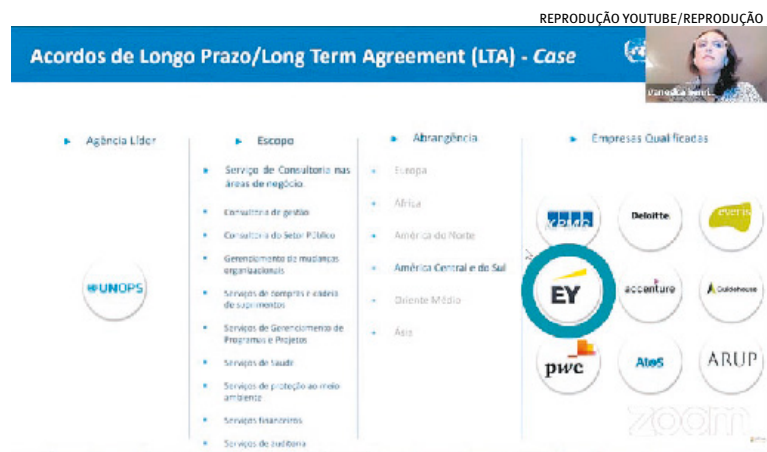 REPRODUÇÃO YOUTUBE/REPRODUÇÃO
Acordos de Longo Prazo/Long Term Agreement (LTA) - Case
Agência Líder
UNOPS
Escopo
Serviço de Consultoria nas
áreas de negócio.
Consultoria de gestão
Consultoria do Setor Público
Gerenciamento de mudanças
organizacionais
Serviços de compras e cadeia
de suprimentos
Serviços de Gerenciamento de
Programas e Projetos
Serviços de Saúde
Serviços de proteção ao meio
ambiente
Serviços financeiros
Serviços de auditoria
Abrangência
Europa
África
América do Norte
América Central e do Sul
Oriente Médio
Ásia
Empresas Qualificadas
KPMG
Deloitte.
everis
EY
accenture
Guidehouse
pwc
Atos
ARUP
zoom